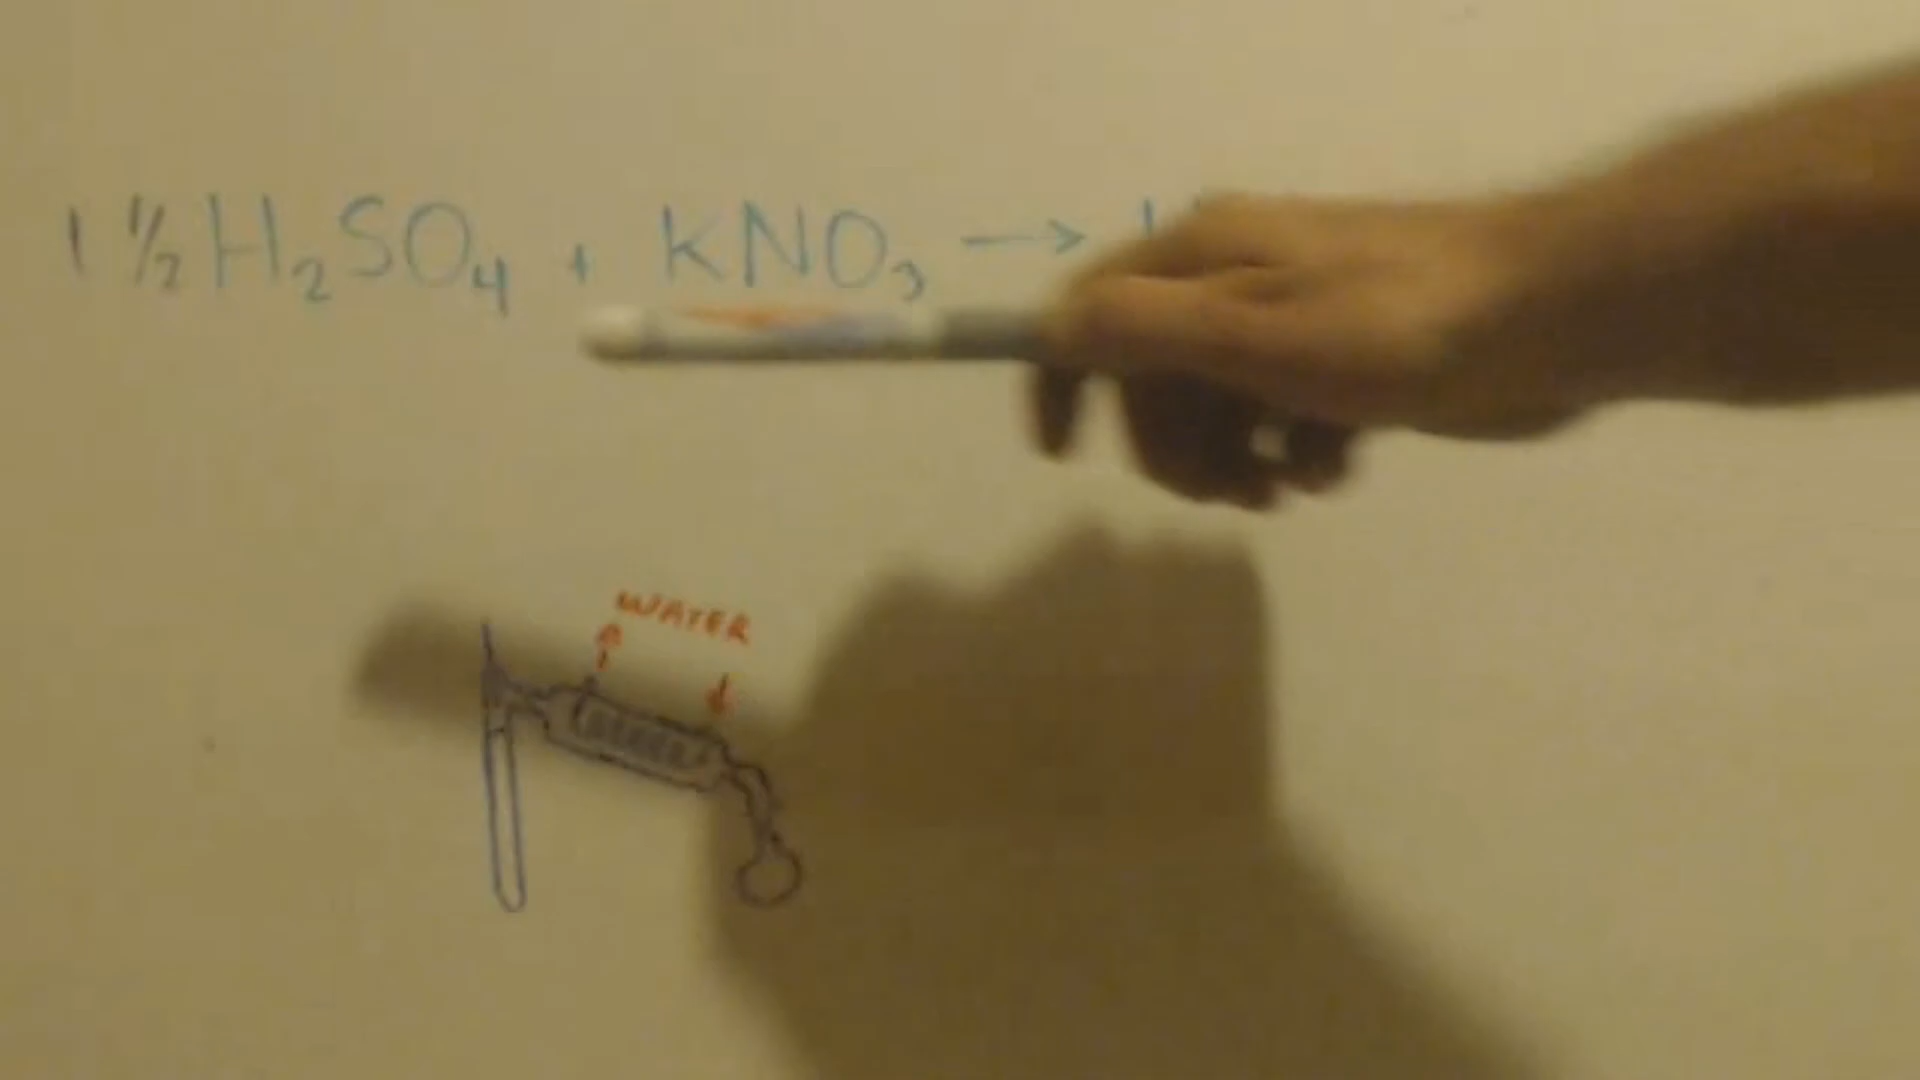 1 1/2 H₂SO₄ + KNO₃ →
WATER